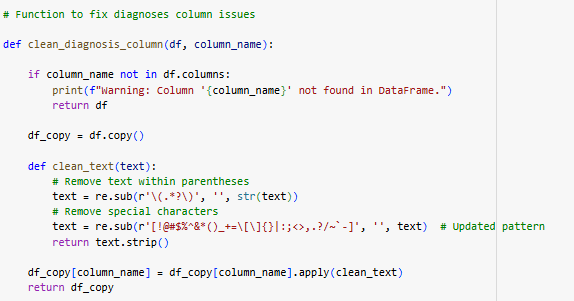 # Function to fix diagnoses column issues
def clean_diagnosis_column(df, column_name):
if column_name not in df.columns:
print(f"Warning: Column '{column_name}' not found in DataFrame.")
return df
df_copy = df.copy()
def clean_text(text):
# Remove text within parentheses
text = re.sub(r'\(.*?\)', '', str(text))
# Remove special characters
text = re.sub(r'[!@#$%^&*()_+=\[\]{}|:;<>,.?/~`-]', '', text)  # Updated pattern
return text.strip()
df_copy[column_name] = df_copy[column_name].apply(clean_text)
return df_copy